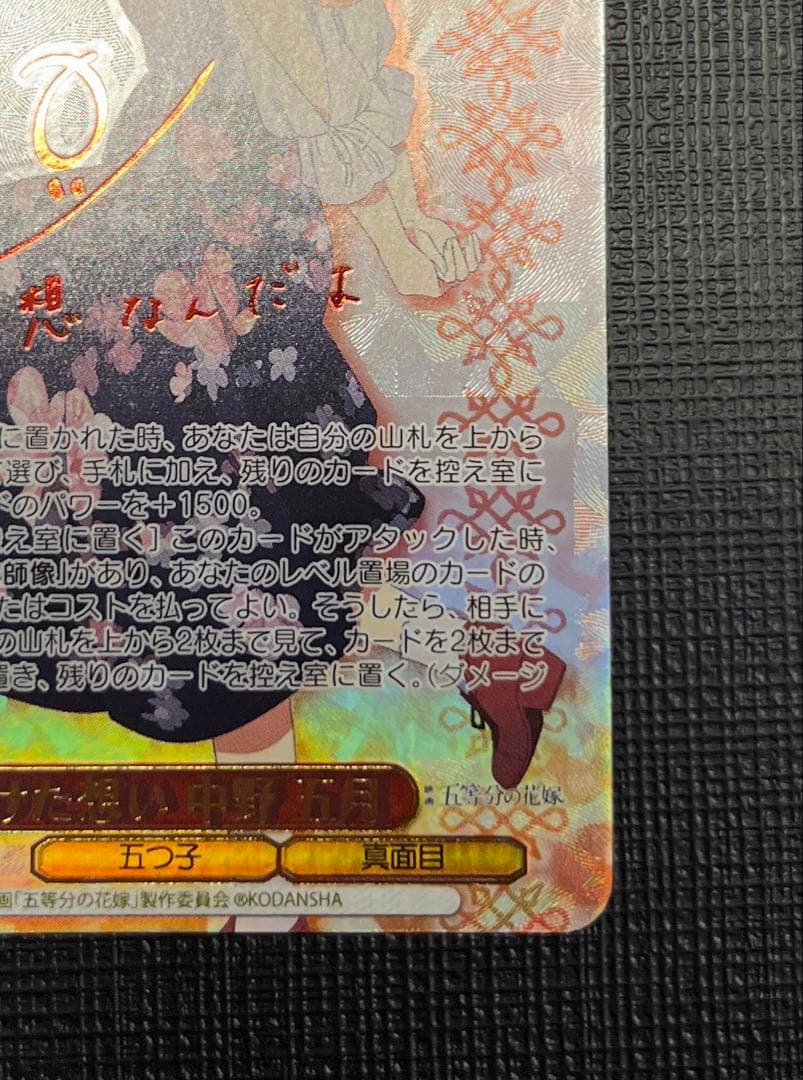 想 なんだよ
に置かれた時、あなたは自分の山札を上から
選び、手札に加え、残りのカードを控え室に
ドのパワーを+1500。
え室に置く］このカードがアタックした時、
師像」があり、あなたのレベル置場のカードの
たはコストを払ってよい。そうしたら、相手に
の山札を上から2枚まで見て、カードを2枚まで
置き、残りのカードを控え室に置く。（ダメージ
けた想い 中野 五月
映画 五等分の花嫁
五つ子 真面目
画「五等分の花嫁」製作委員会 ®KODANSHA